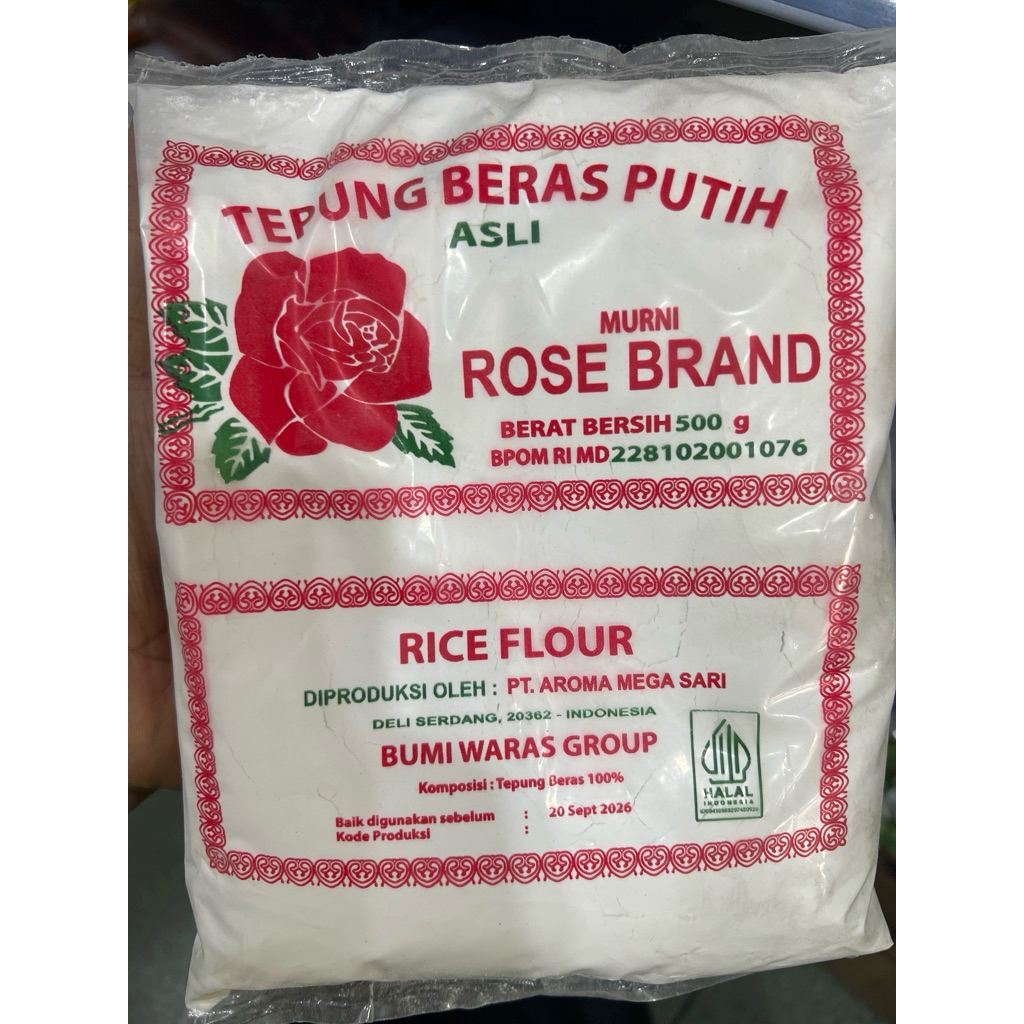 TEPUNG BERAS PUTIH
ASLI
MURNI
ROSE BRAND
BERAT BERSIH 500 g
BPOM RI MD 228102001076
RICE FLOUR
DIPRODUKSI OLEH : PT. AROMA MEGA SARI
DELI SERDANG, 20362 - INDONESIA
BUMI WARAS GROUP
Komposisi : Tepung Beras 100%
HALAL
INDONESIA
Baik digunakan sebelum : 20 Sept 2026
Kode Produksi :